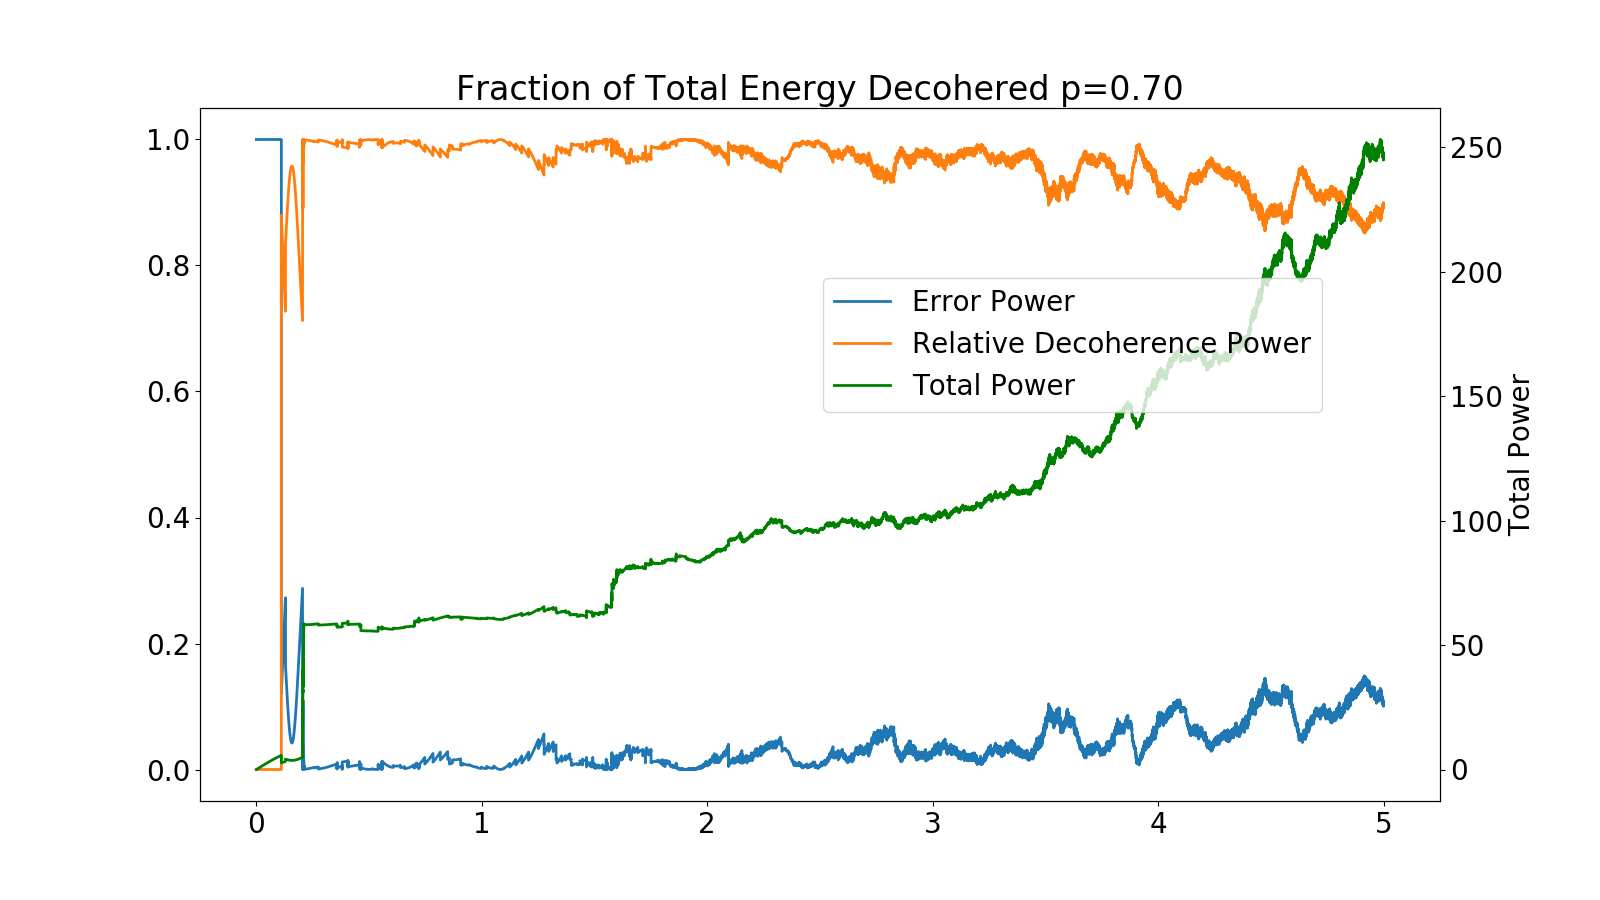 Fraction of Total Energy Decohered p=0.70
1.0
0.8
0.6
0.4
0.2
0.0
250
200
150
100
50
0
Total Power
Error Power
Relative Decoherence Power
Total Power
0 1 2 3 4 5